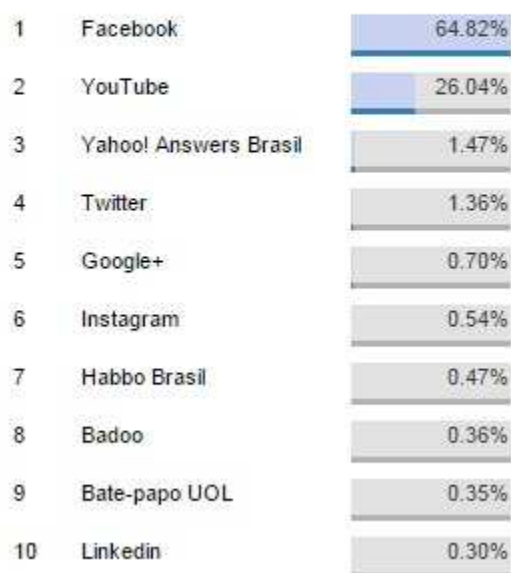 1 Facebook 64.82%
2 YouTube 26.04%
3 Yahoo! Answers Brasil 1.47%
4 Twitter 1.36%
5 Google+ 0.70%
6 Instagram 0.54%
7 Habbo Brasil 0.47%
8 Badoo 0.36%
9 Bate-papo UOL 0.35%
10 Linkedin 0.30%